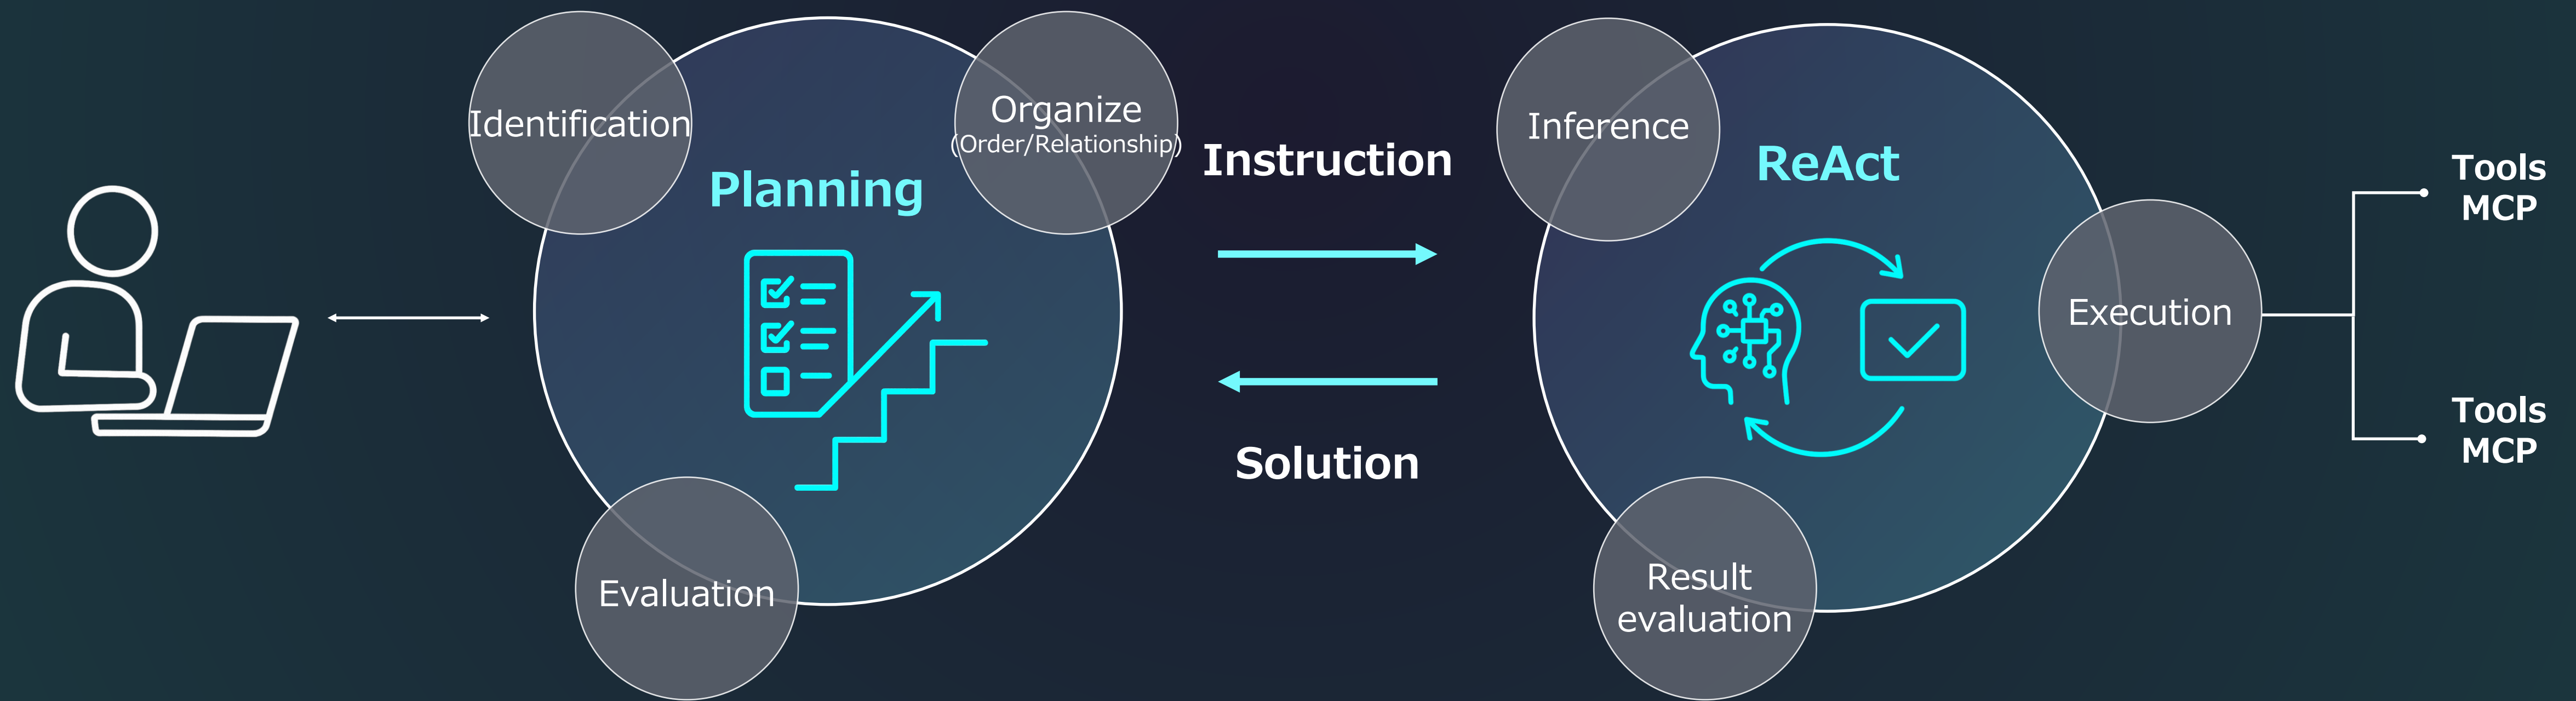 Identification
Organize
(Order/Relationship)
Planning
Evaluation
Instruction
Solution
Inference
ReAct
Execution
Result
evaluation
Tools
MCP
Tools
MCP